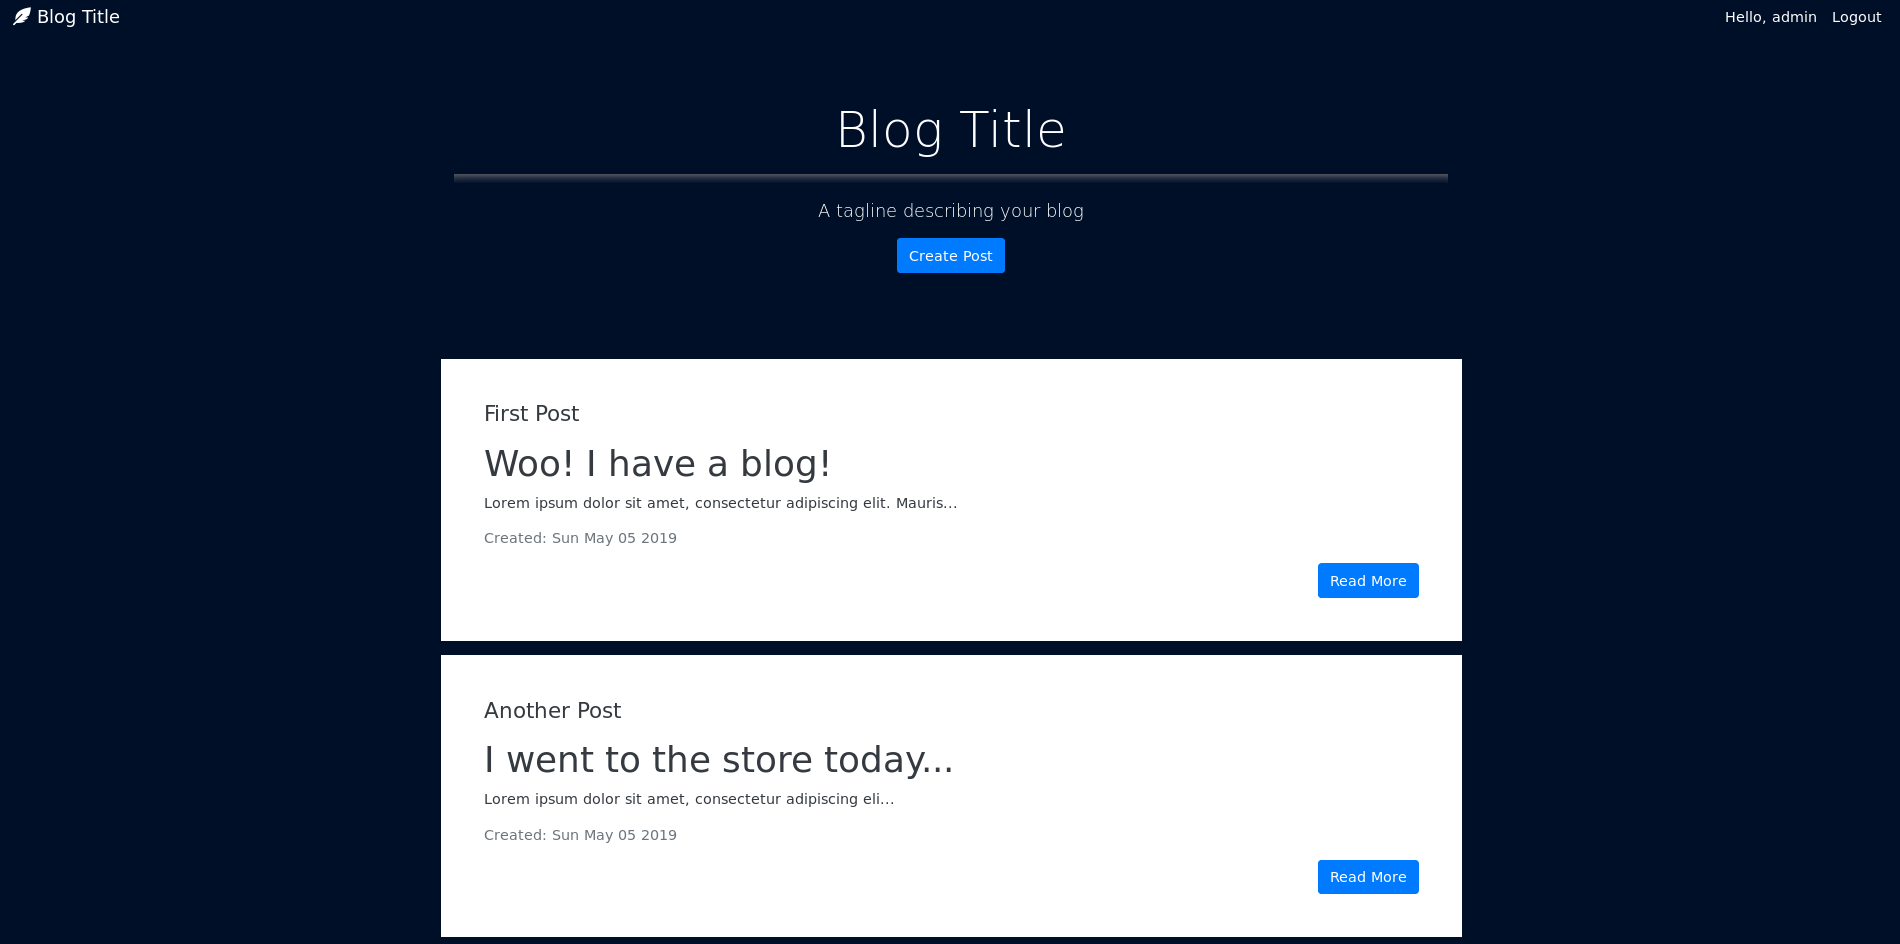 Blog Title
Hello, admin Logout
Blog Title
A tagline describing your blog
Create Post
First Post
Woo! I have a blog!
Lorem ipsum dolor sit amet, consectetur adipiscing elit. Mauris...
Created: Sun May 05 2019
Read More
Another Post
I went to the store today...
Lorem ipsum dolor sit amet, consectetur adipiscing eli...
Created: Sun May 05 2019
Read More